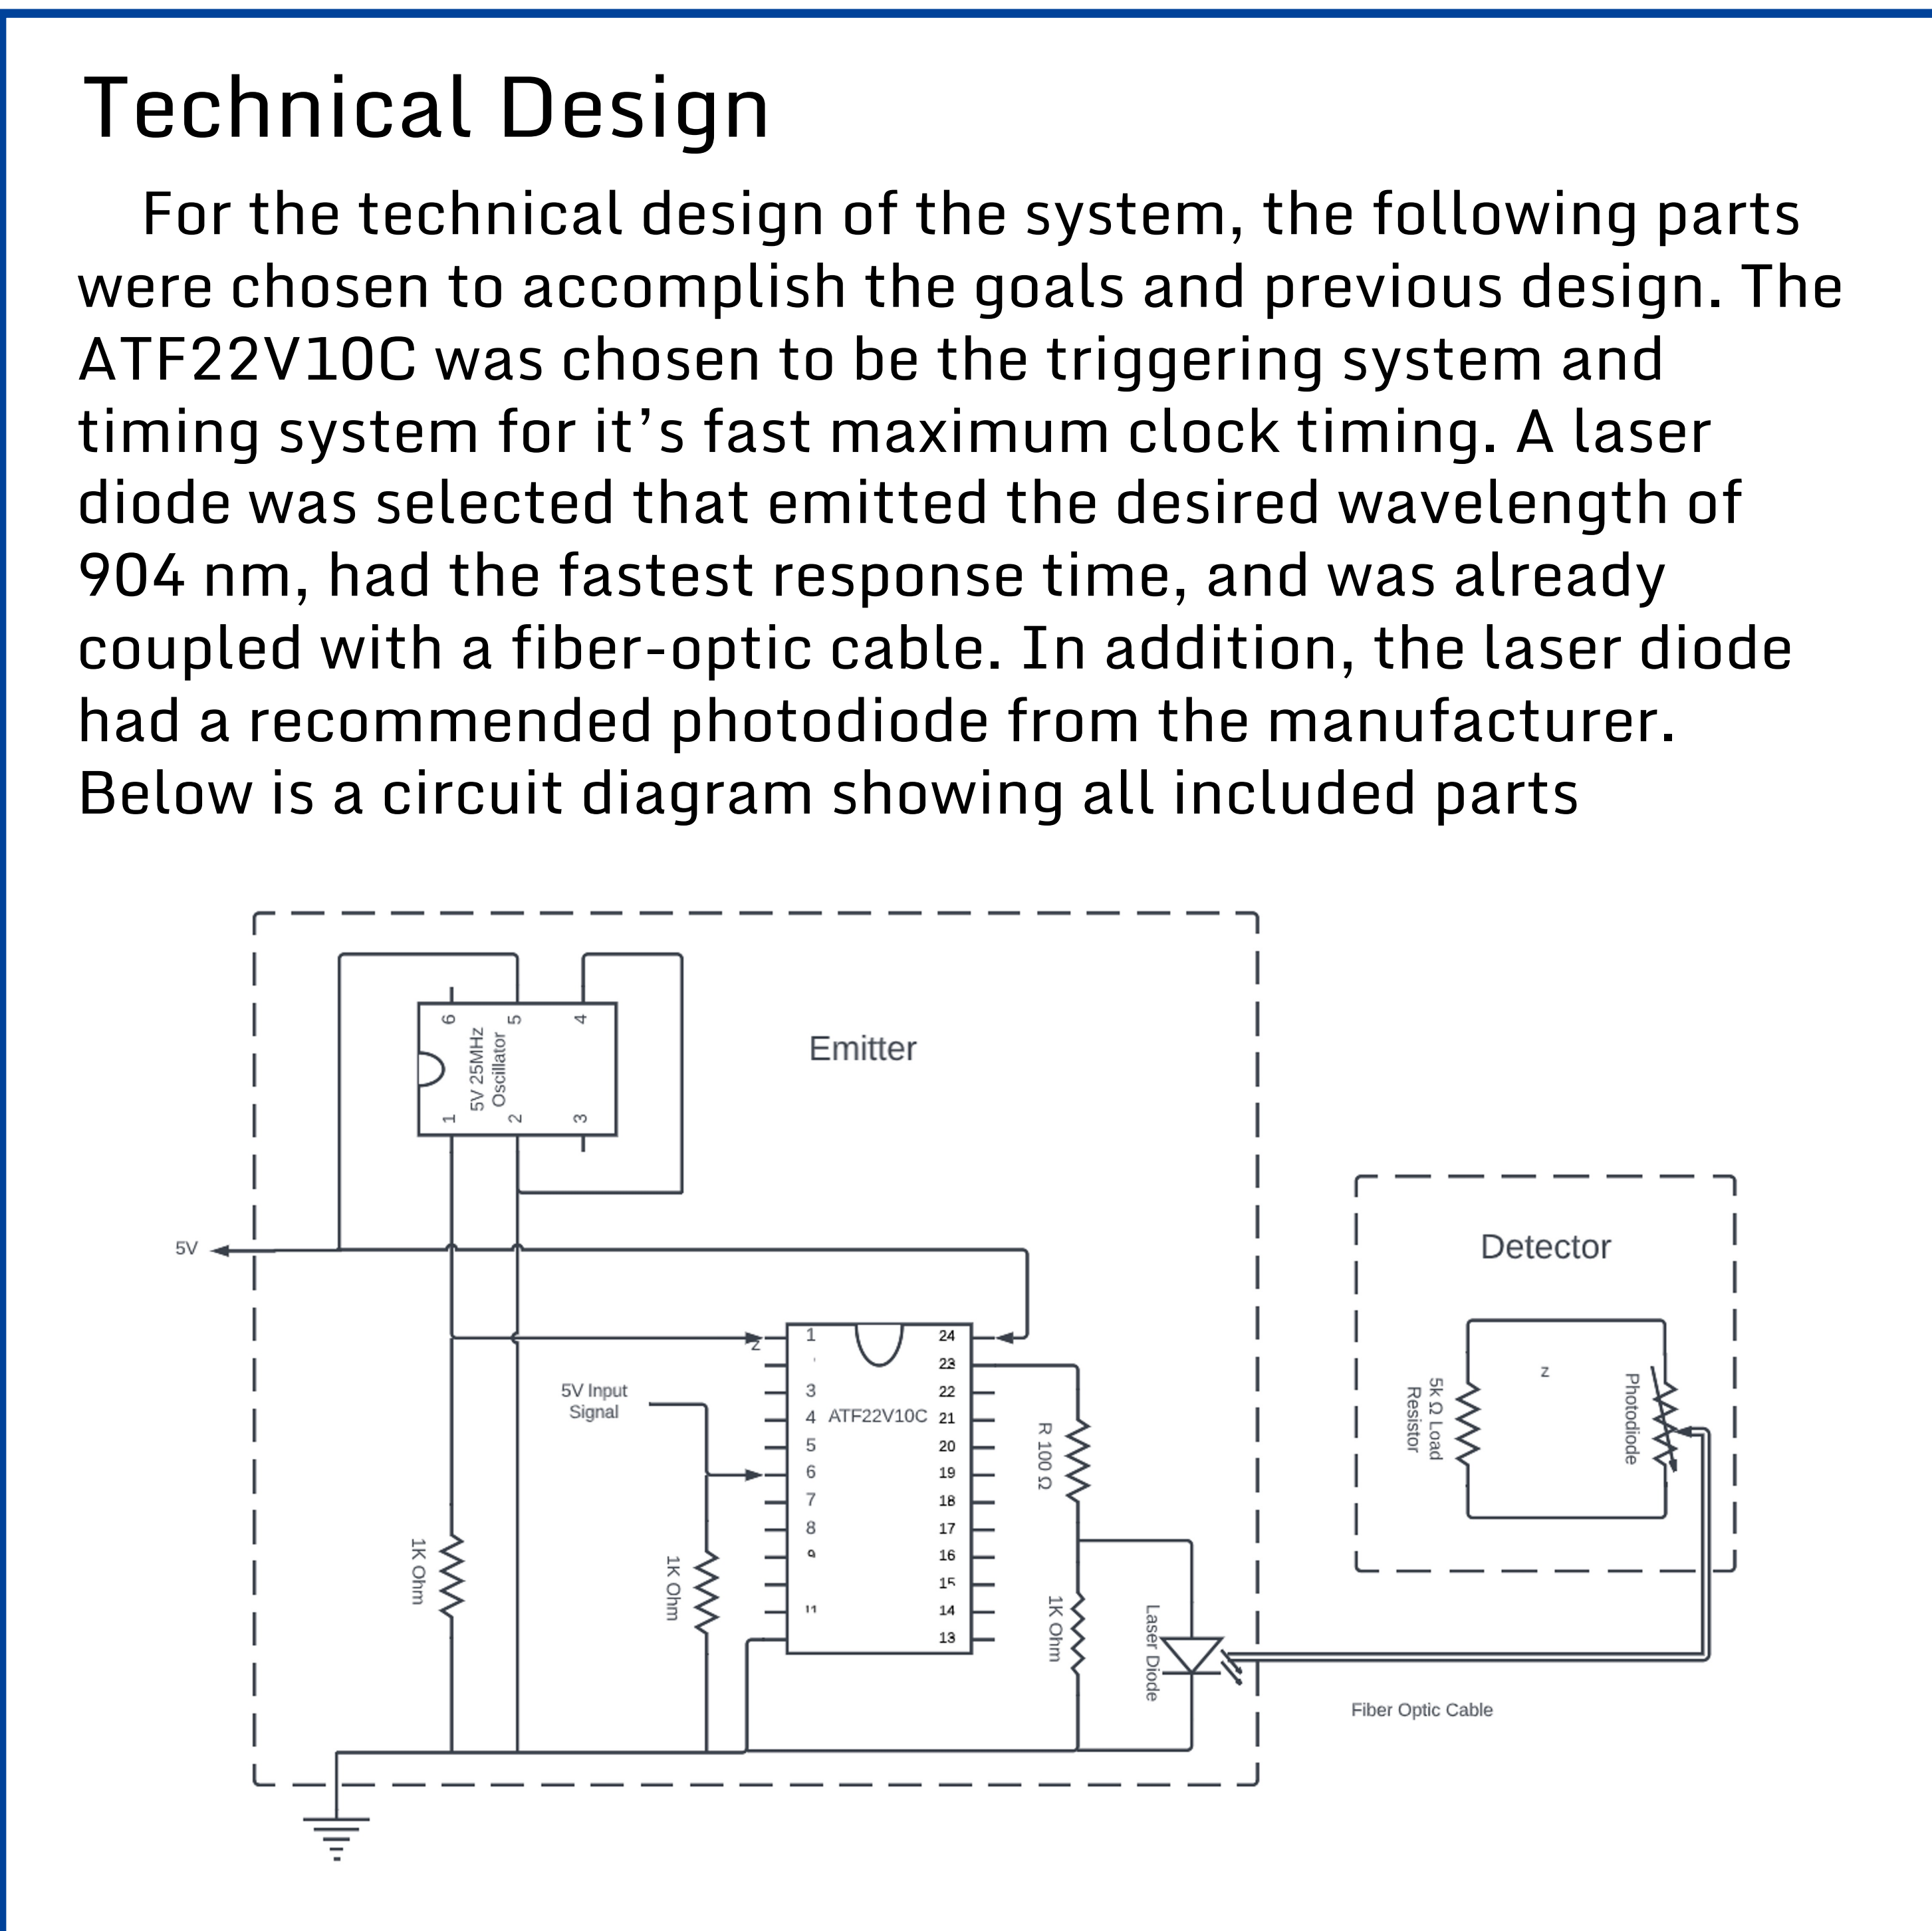 Technical Design
For the technical design of the system, the following parts
were chosen to accomplish the goals and previous design. The
ATF22V10C was chosen to be the triggering system and
timing system for it’s fast maximum clock timing. A laser
diode was selected that emitted the desired wavelength of
904 nm, had the fastest response time, and was already
coupled with a fiber-optic cable. In addition, the laser diode
had a recommended photodiode from the manufacturer.
Below is a circuit diagram showing all included parts
6
5
4
5V 25MHz
Oscillator
1
2
3
Emitter
5V
Detector
1
24
z
23
3
22
4
ATF22V10C
21
5
20
6
19
7
18
8
17
9
16
15
11
14
13
5V Input
Signal
R 100 Ω
1K Ohm
1K Ohm
1K Ohm
Laser Diode
5k Ω Load
Resistor
z
Photodiode
Fiber Optic Cable